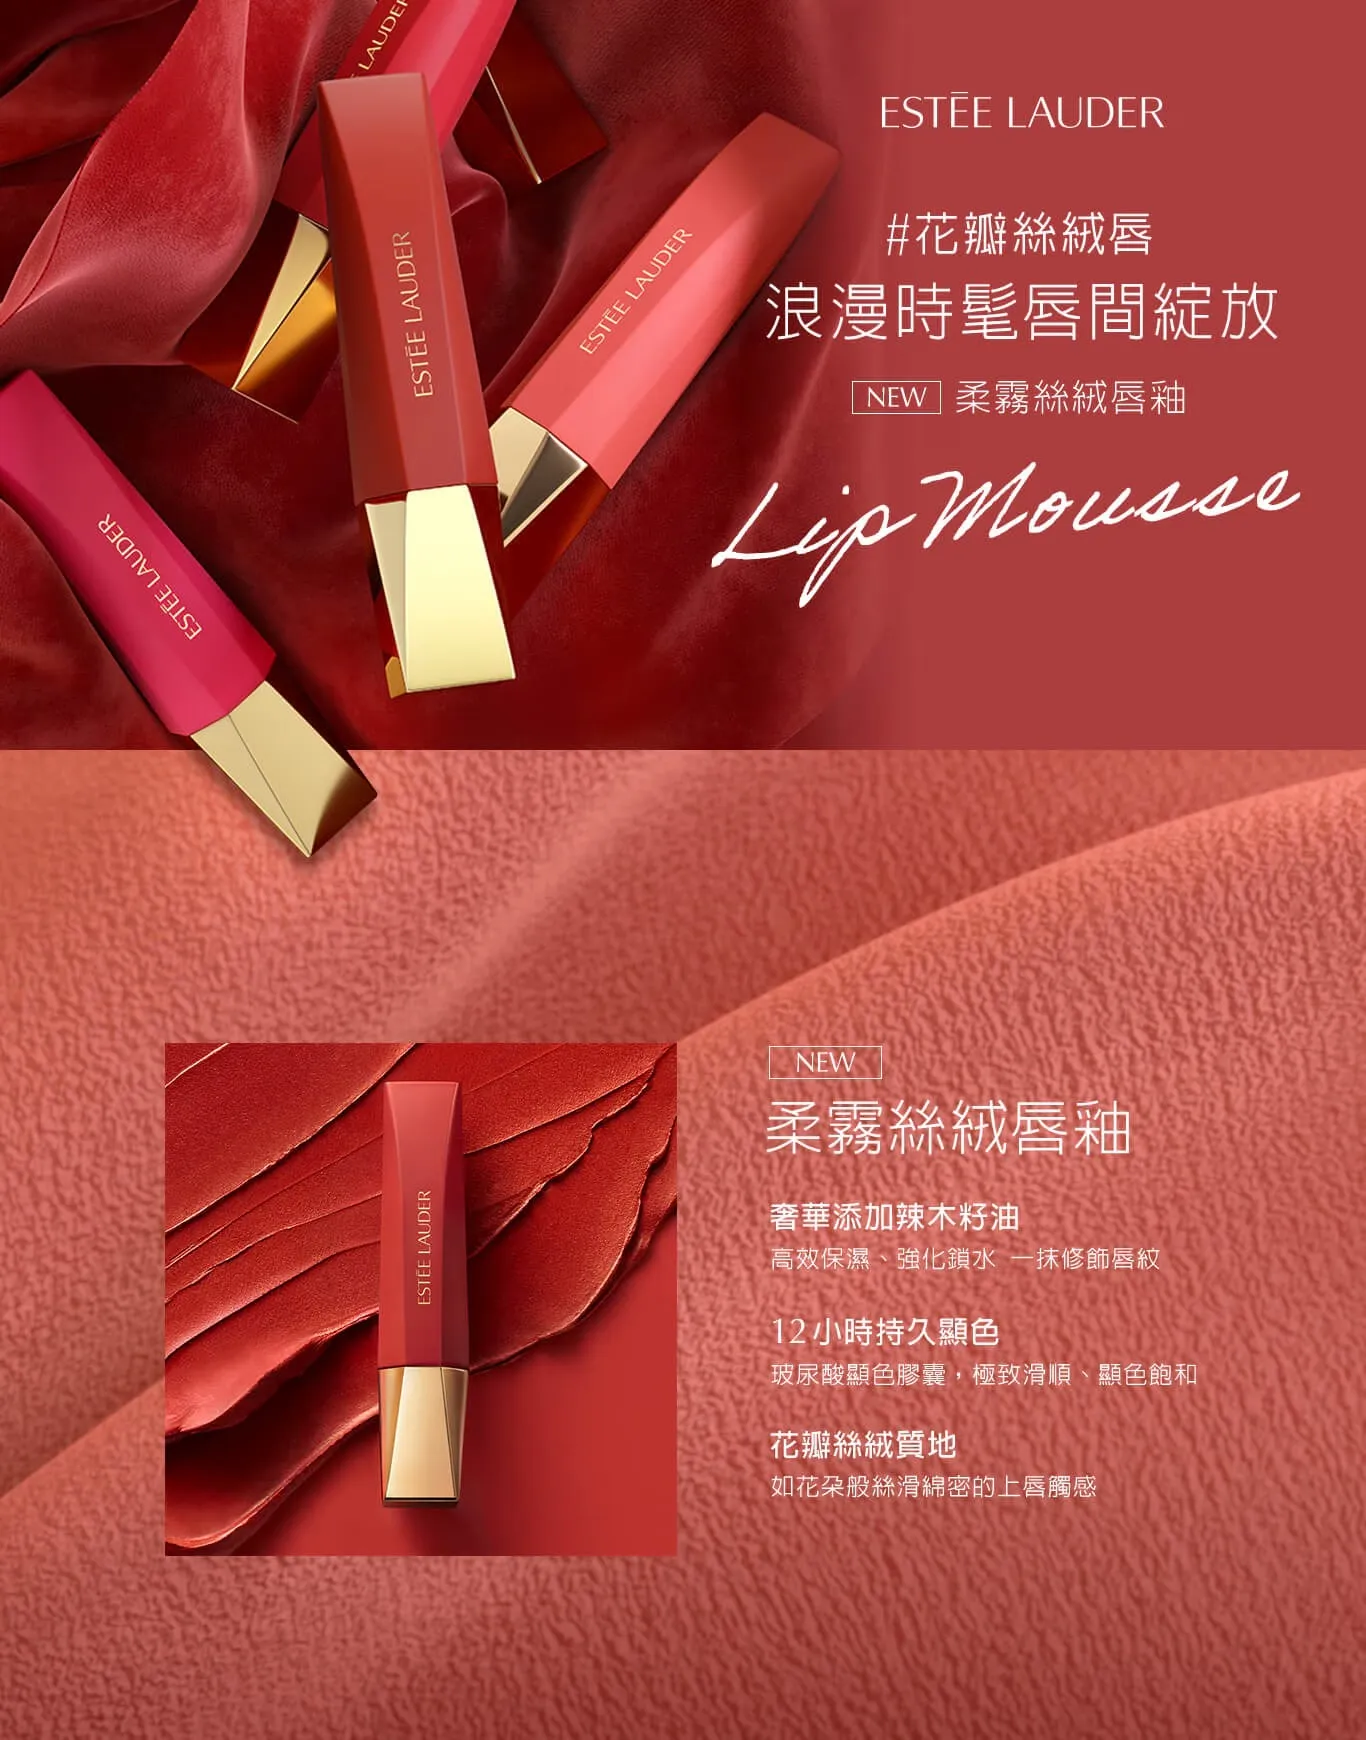 LAUDER
ESTĒE LAUDER
ESTĒE LAUDER
ESTĒE LAUDER
ESTĒE LAUDER
#花瓣絲絨唇
浪漫時髦唇間綻放
NEW 柔霧絲絨唇釉
Lip Mousse
ESTĒE LAUDER
NEW
柔霧絲絨唇釉
奢華添加辣木籽油
高效保濕、強化鎖水 一抹修飾唇紋
12小時持久顯色
玻尿酸顯色膠囊，極致滑順、顯色飽和
花瓣絲絨質地
如花朵般絲滑綿密的上唇觸感